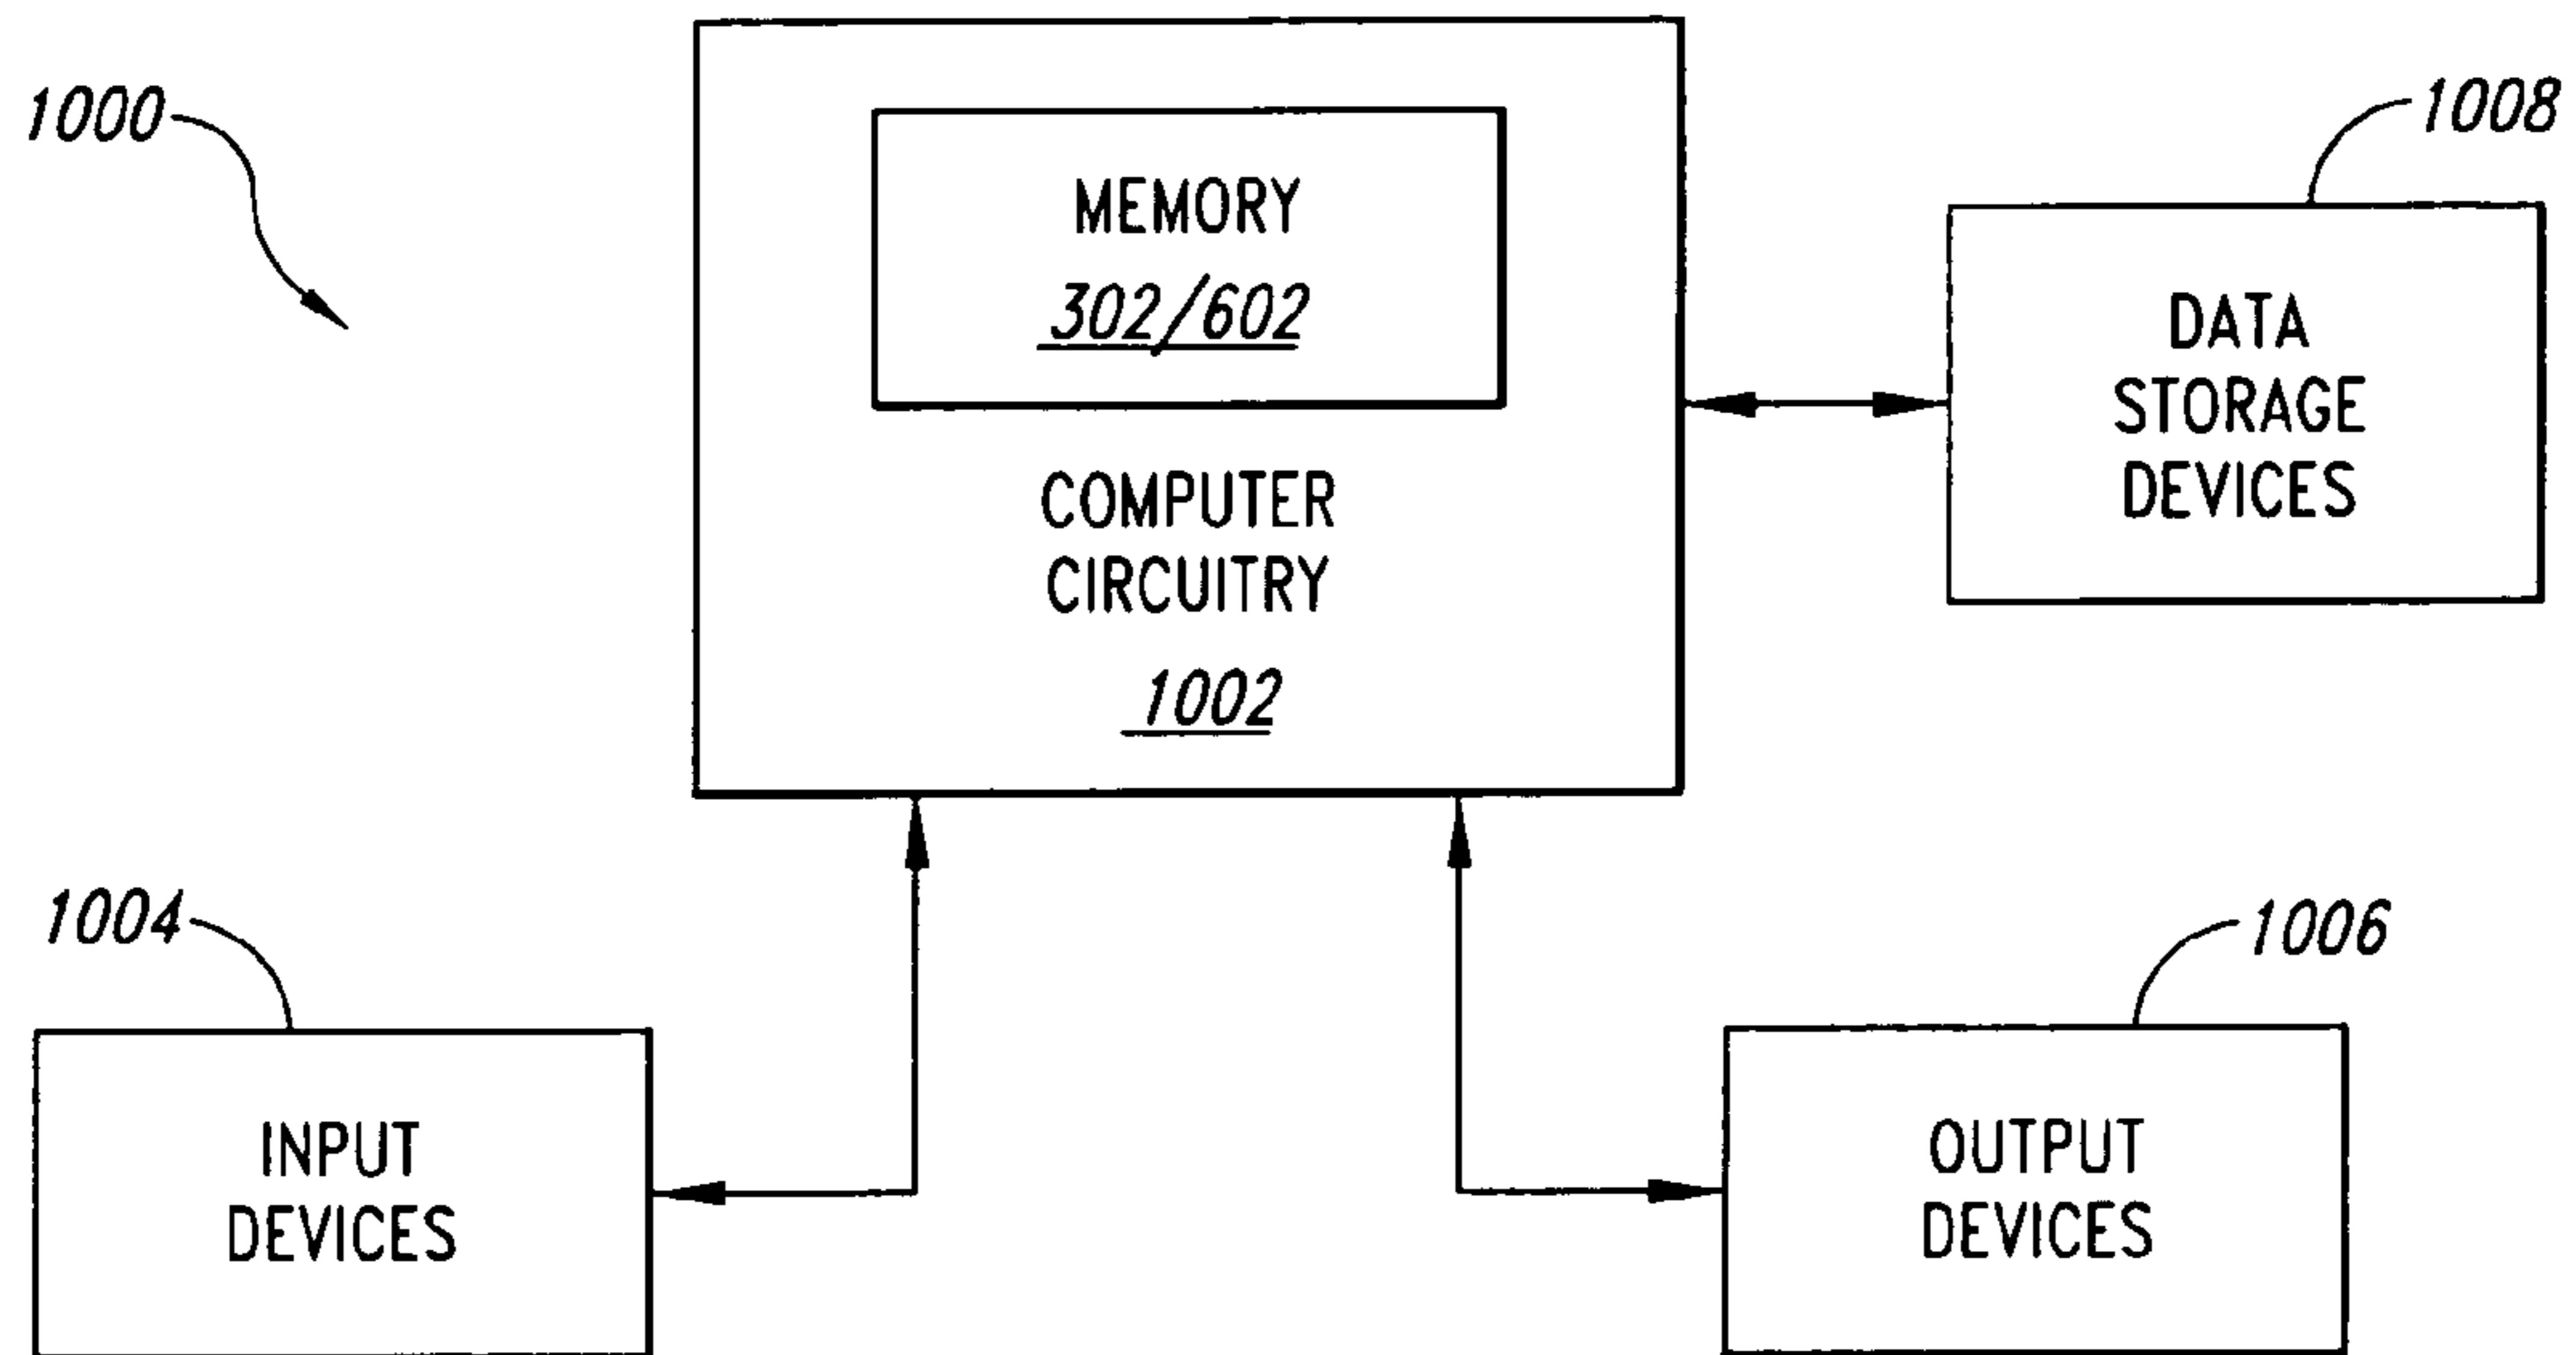 1000
MEMORY
302/602
COMPUTER
CIRCUITRY
1002
1008
DATA
STORAGE
DEVICES
1004
INPUT
DEVICES
1006
OUTPUT
DEVICES